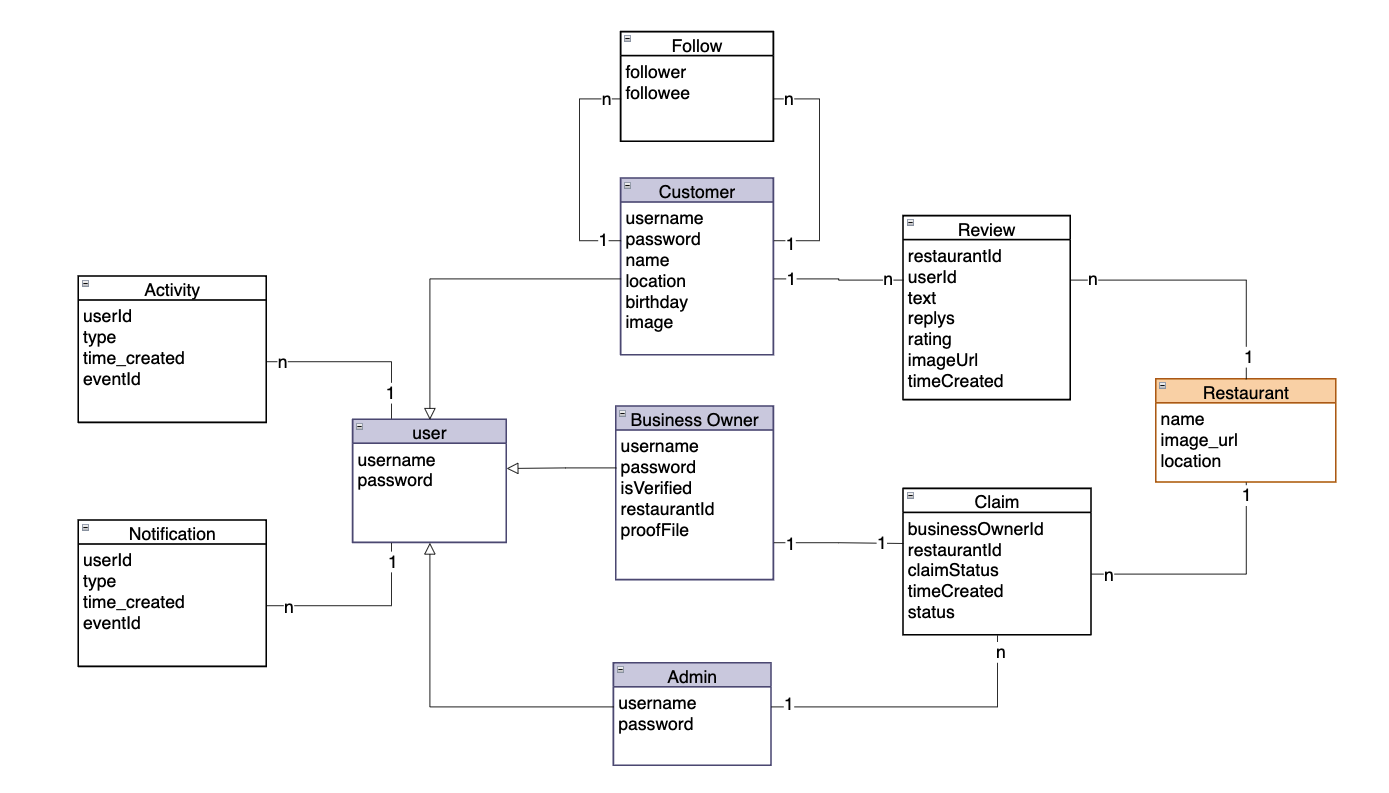 Follow
follower
followee
n
n
Customer
username
password
name
location
birthday
image
1
1
1
n
Review
restaurantId
userId
text
replys
rating
imageUrl
timeCreated
n
1
Activity
userId
type
time_created
eventId
n
1
Restaurant
name
image_url
location
1
user
username
password
1
Business Owner
username
password
isVerified
restaurantId
proofFile
1
1
Claim
businessOwnerId
restaurantId
claimStatus
timeCreated
status
n
n
Notification
userId
type
time_created
eventId
n
Admin
username
password
1